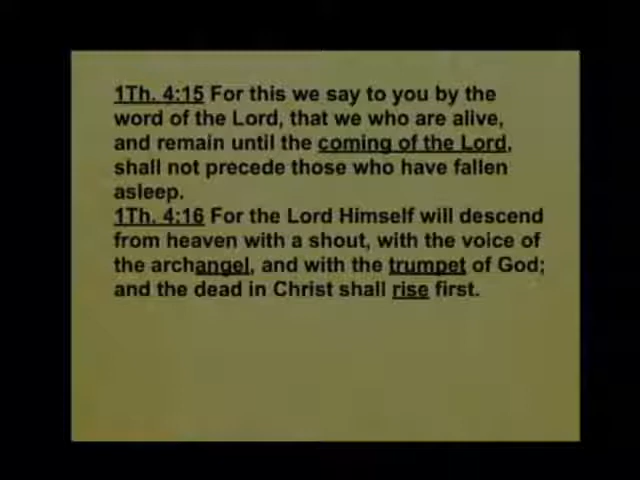 1Th. 4:15 For this we say to you by the
word of the Lord, that we who are alive,
and remain until the coming of the Lord,
shall not precede those who have fallen
asleep.
1Th. 4:16 For the Lord Himself will descend
from heaven with a shout, with the voice of
the archangel, and with the trumpet of God;
and the dead in Christ shall rise first.